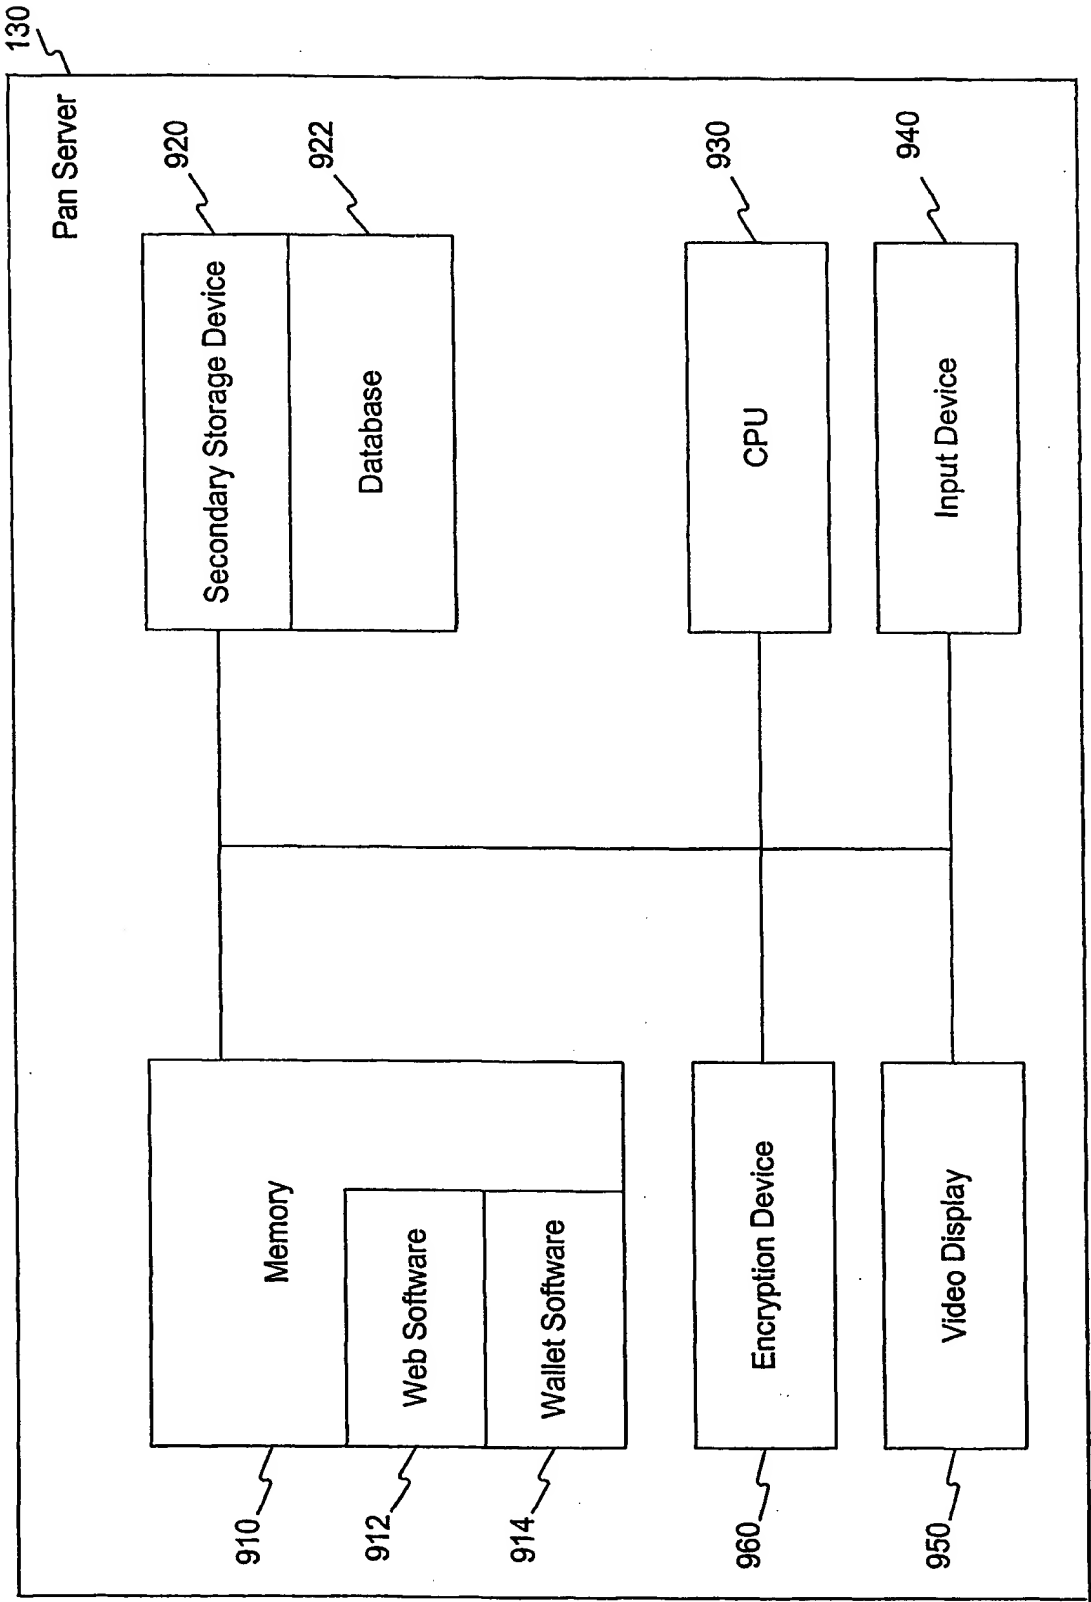 130
Pan Server
910
Memory
912
Web Software
914
Wallet Software
Secondary Storage Device
920
Database
922
960
Encryption Device
CPU
930
950
Video Display
Input Device
940